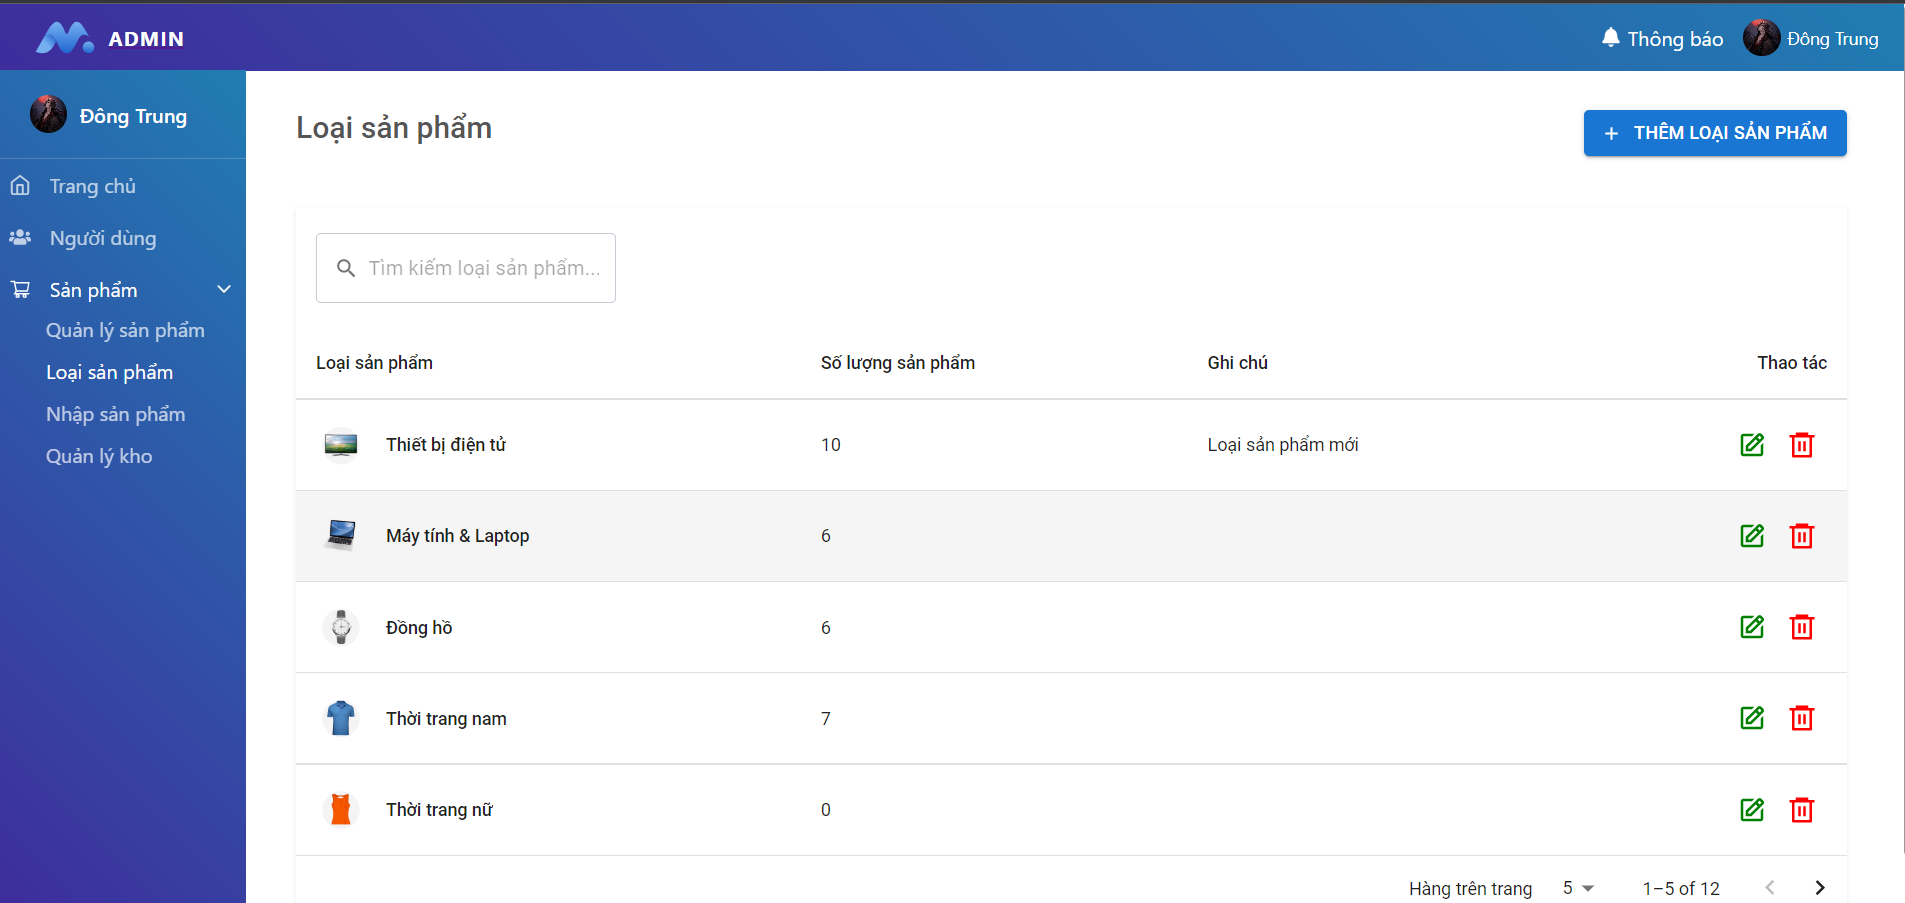 ADMIN
Thông báo
Đông Trung
Đông Trung
Trang chủ
Người dùng
Sản phẩm
Quản lý sản phẩm
Loại sản phẩm
Nhập sản phẩm
Quản lý kho
Loại sản phẩm
+ THÊM LOẠI SẢN PHẨM
Tìm kiếm loại sản phẩm...
Loại sản phẩm Số lượng sản phẩm Ghi chú Thao tác
Thiết bị điện tử 10 Loại sản phẩm mới
Máy tính & Laptop 6
Đồng hồ 6
Thời trang nam 7
Thời trang nữ 0
Hàng trên trang 5 1–5 of 12